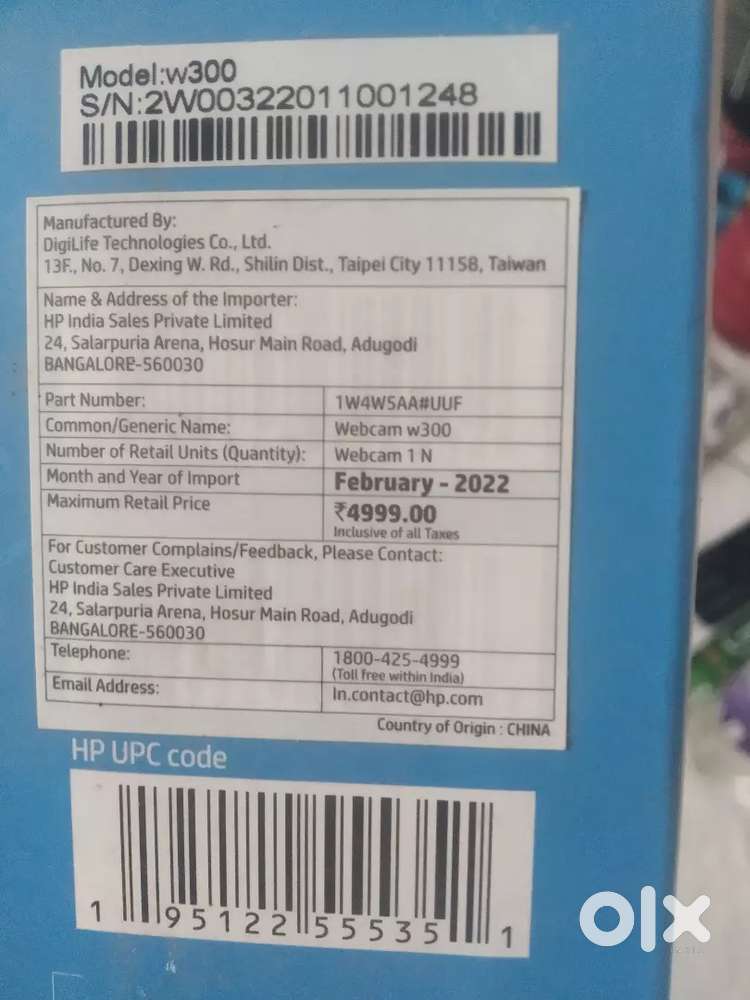 Model:w300
S/N:2W00322011001248
Manufactured By:
DigiLife Technologies Co., Ltd.
13F., No. 7, Dexing W. Rd., Shilin Dist., Taipei City 11158, Taiwan
Name & Address of the Importer:
HP India Sales Private Limited
24, Salarpuria Arena, Hosur Main Road, Adugodi
BANGALORE-560030
Part Number: 1W4W5AA#UUF
Common/Generic Name: Webcam w300
Number of Retail Units (Quantity): Webcam 1 N
Month and Year of Import February - 2022
Maximum Retail Price ₹4999.00
Inclusive of all Taxes
For Customer Complains/Feedback, Please Contact:
Customer Care Executive
HP India Sales Private Limited
24, Salarpuria Arena, Hosur Main Road, Adugodi
BANGALORE-560030
Telephone: 1800-425-4999
(Toll free within India)
Email Address: In.contact@hp.com
Country of Origin : CHINA
HP UPC code
1 95122 55535 1
olx